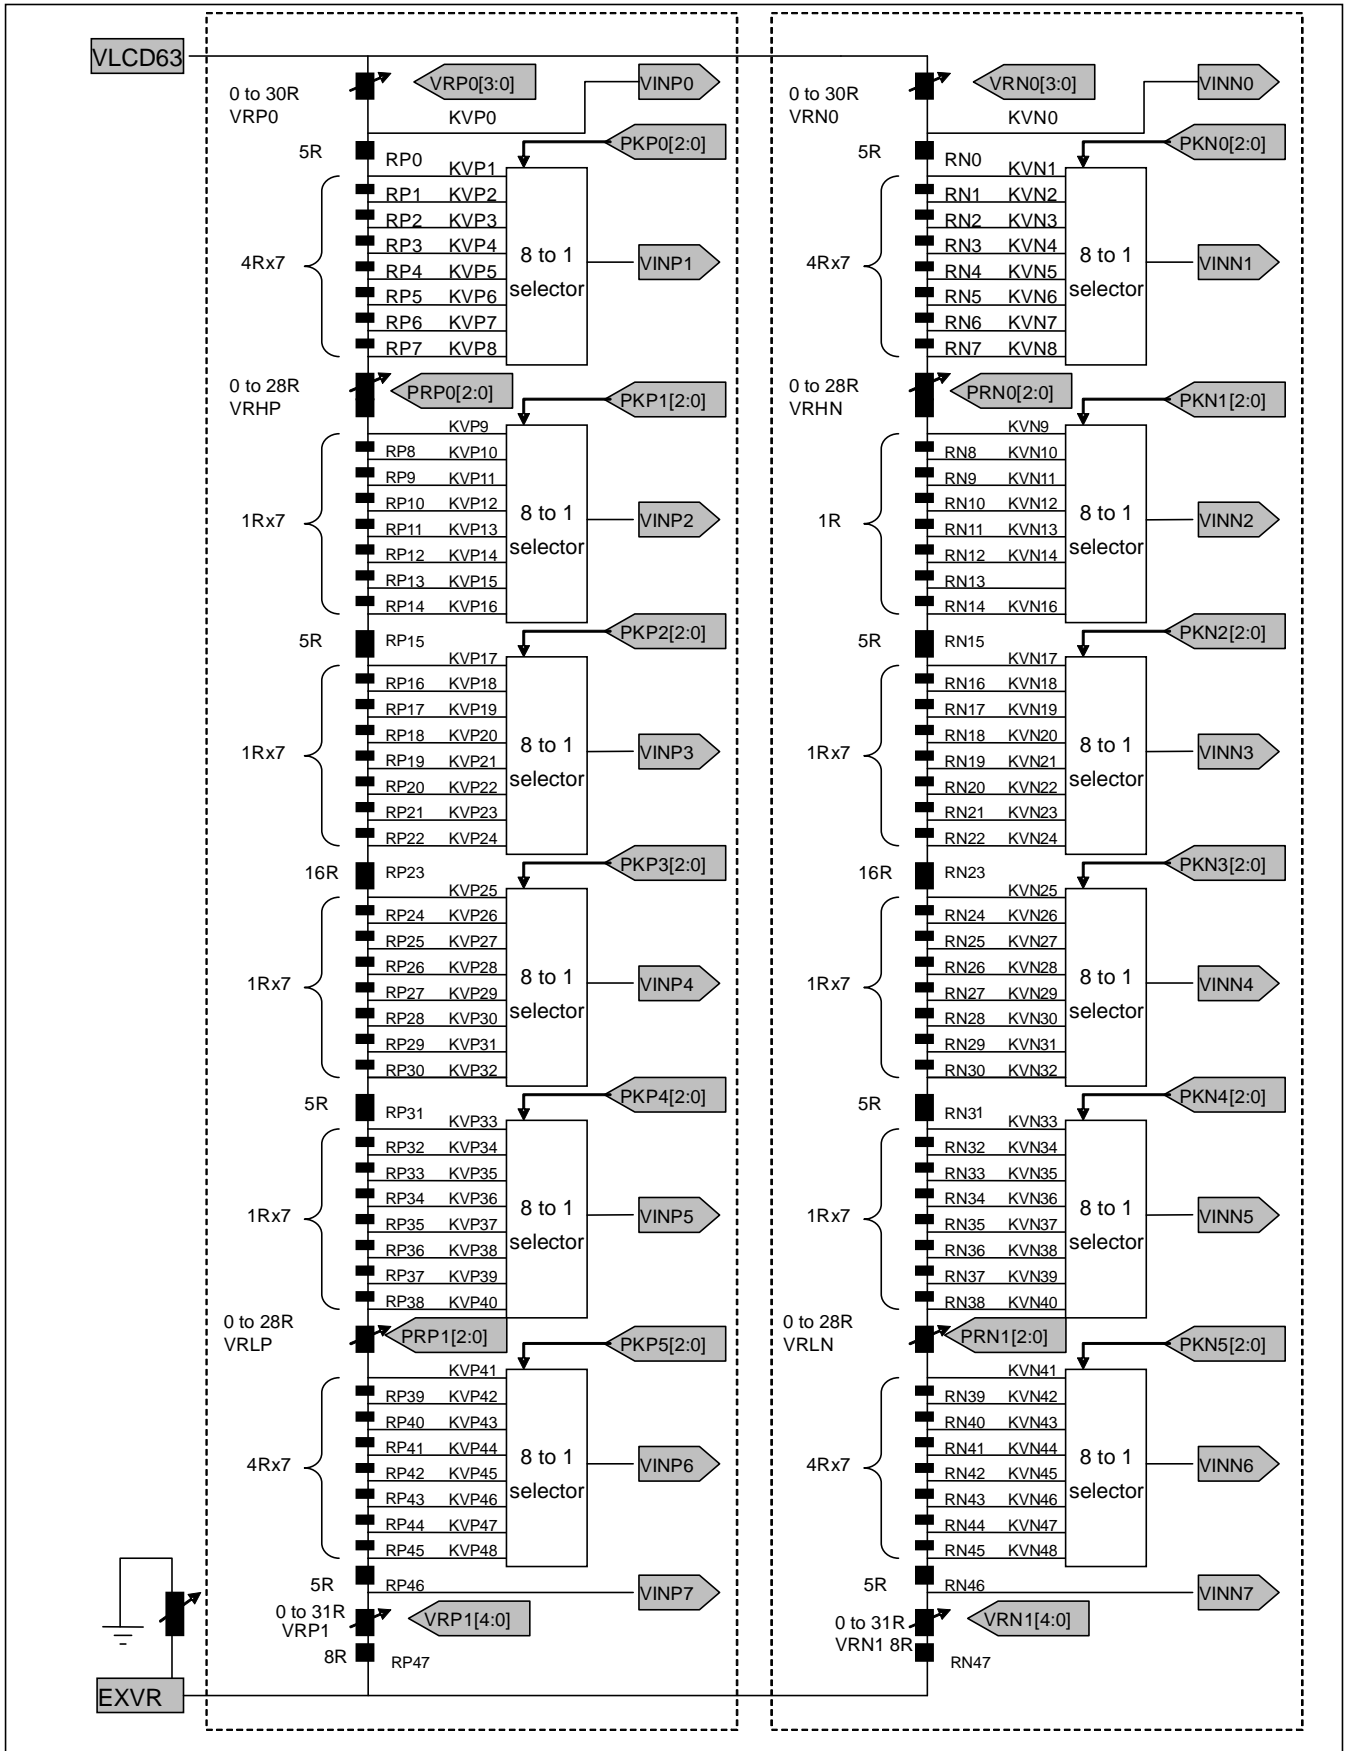 VLCD63
0 to 30R
VRP0
VRP0[3:0]
VINP0
KVP0
PKP0[2:0]
5R
RP0 KVP1
RP1 KVP2
RP2 KVP3
RP3 KVP4
RP4 KVP5
RP5 KVP6
RP6 KVP7
RP7 KVP8
4Rx7
8 to 1
selector
VINP1
0 to 28R
VRHP
PRP0[2:0]
PKP1[2:0]
KVP9
RP8 KVP10
RP9 KVP11
RP10 KVP12
RP11 KVP13
RP12 KVP14
RP13 KVP15
RP14 KVP16
1Rx7
8 to 1
selector
VINP2
PKP2[2:0]
5R
RP15
KVP17
RP16 KVP18
RP17 KVP19
RP18 KVP20
RP19 KVP21
RP20 KVP22
RP21 KVP23
RP22 KVP24
1Rx7
8 to 1
selector
VINP3
PKP3[2:0]
16R
RP23
KVP25
RP24 KVP26
RP25 KVP27
RP26 KVP28
RP27 KVP29
RP28 KVP30
RP29 KVP31
RP30 KVP32
1Rx7
8 to 1
selector
VINP4
PKP4[2:0]
5R
RP31
KVP33
RP32 KVP34
RP33 KVP35
RP34 KVP36
RP35 KVP37
RP36 KVP38
RP37 KVP39
RP38 KVP40
1Rx7
8 to 1
selector
VINP5
0 to 28R
VRLP
PRP1[2:0]
PKP5[2:0]
KVP41
RP39 KVP42
RP40 KVP43
RP41 KVP44
RP42 KVP45
RP43 KVP46
RP44 KVP47
RP45 KVP48
4Rx7
8 to 1
selector
VINP6
5R
RP46
VINP7
0 to 31R
VRP1
VRP1[4:0]
8R
RP47
EXVR
0 to 30R
VRN0
VRN0[3:0]
VINN0
KVN0
PKN0[2:0]
5R
RN0 KVN1
RN1 KVN2
RN2 KVN3
RN3 KVN4
RN4 KVN5
RN5 KVN6
RN6 KVN7
RN7 KVN8
4Rx7
8 to 1
selector
VINN1
0 to 28R
VRHN
PRN0[2:0]
PKN1[2:0]
KVN9
RN8 KVN10
RN9 KVN11
RN10 KVN12
RN11 KVN13
RN12 KVN14
RN13
RN14 KVN16
1R
8 to 1
selector
VINN2
PKN2[2:0]
5R
RN15
KVN17
RN16 KVN18
RN17 KVN19
RN18 KVN20
RN19 KVN21
RN20 KVN22
RN21 KVN23
RN22 KVN24
1Rx7
8 to 1
selector
VINN3
PKN3[2:0]
16R
RN23
KVN25
RN24 KVN26
RN25 KVN27
RN26 KVN28
RN27 KVN29
RN28 KVN30
RN29 KVN31
RN30 KVN32
1Rx7
8 to 1
selector
VINN4
PKN4[2:0]
5R
RN31
KVN33
RN32 KVN34
RN33 KVN35
RN34 KVN36
RN35 KVN37
RN36 KVN38
RN37 KVN39
RN38 KVN40
1Rx7
8 to 1
selector
VINN5
0 to 28R
VRLN
PRN1[2:0]
PKN5[2:0]
KVN41
RN39 KVN42
RN40 KVN43
RN41 KVN44
RN42 KVN45
RN43 KVN46
RN44 KVN47
RN45 KVN48
4Rx7
8 to 1
selector
VINN6
5R
RN46
VINN7
0 to 31R
VRN1 8R
VRN1[4:0]
RN47